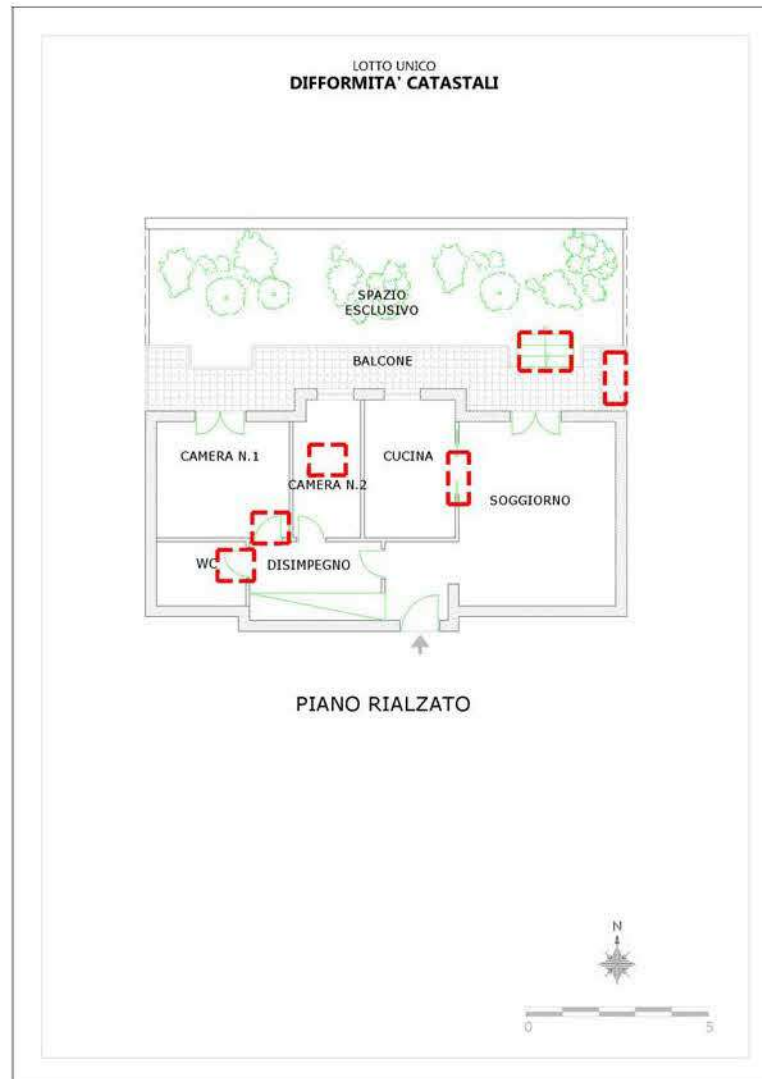 LOTTO UNICO
DIFFORMITA' CATASTALI
SPAZIO
ESCLUSIVO
BALCONE
CAMERA N.1
CUCINA
CAMERA N.2
SOGGIORNO
WC
DISIMPEGNO
PIANO RIALZATO
N
0
5